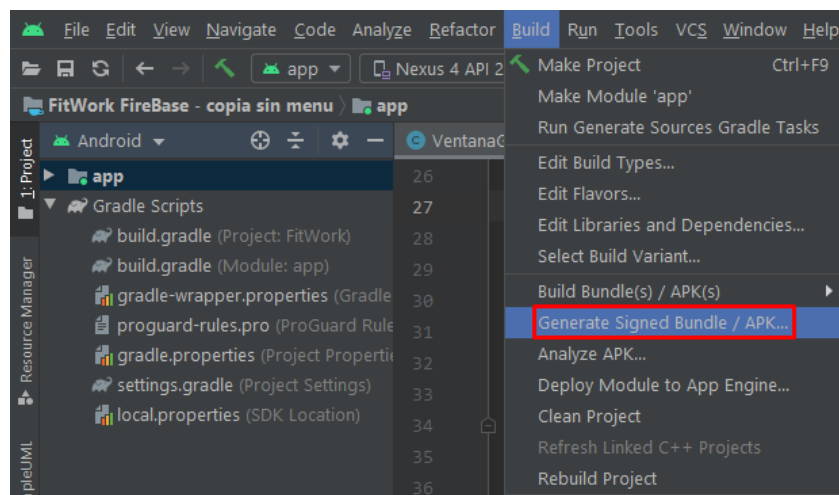 File Edit View Navigate Code Analyze Refactor Build Run Tools VCS Window Help
app Nexus 4 API 2
FitWork FireBase - copia sin menu app
Android
VentanaG
1: Project
app
Gradle Scripts
build.gradle (Project: FitWork)
build.gradle (Module: app)
gradle-wrapper.properties (Gradle
proguard-rules.pro (ProGuard Rule
gradle.properties (Project Propertie
settings.gradle (Project Settings)
local.properties (SDK Location)
Resource Manager
pleUML
26
27
28
29
30
31
32
33
34
35
36
Make Project Ctrl+F9
Make Module 'app'
Run Generate Sources Gradle Tasks
Edit Build Types...
Edit Flavors...
Edit Libraries and Dependencies...
Select Build Variant...
Build Bundle(s) / APK(s)
Generate Signed Bundle / APK...
Analyze APK...
Deploy Module to App Engine...
Clean Project
Refresh Linked C++ Projects
Rebuild Project